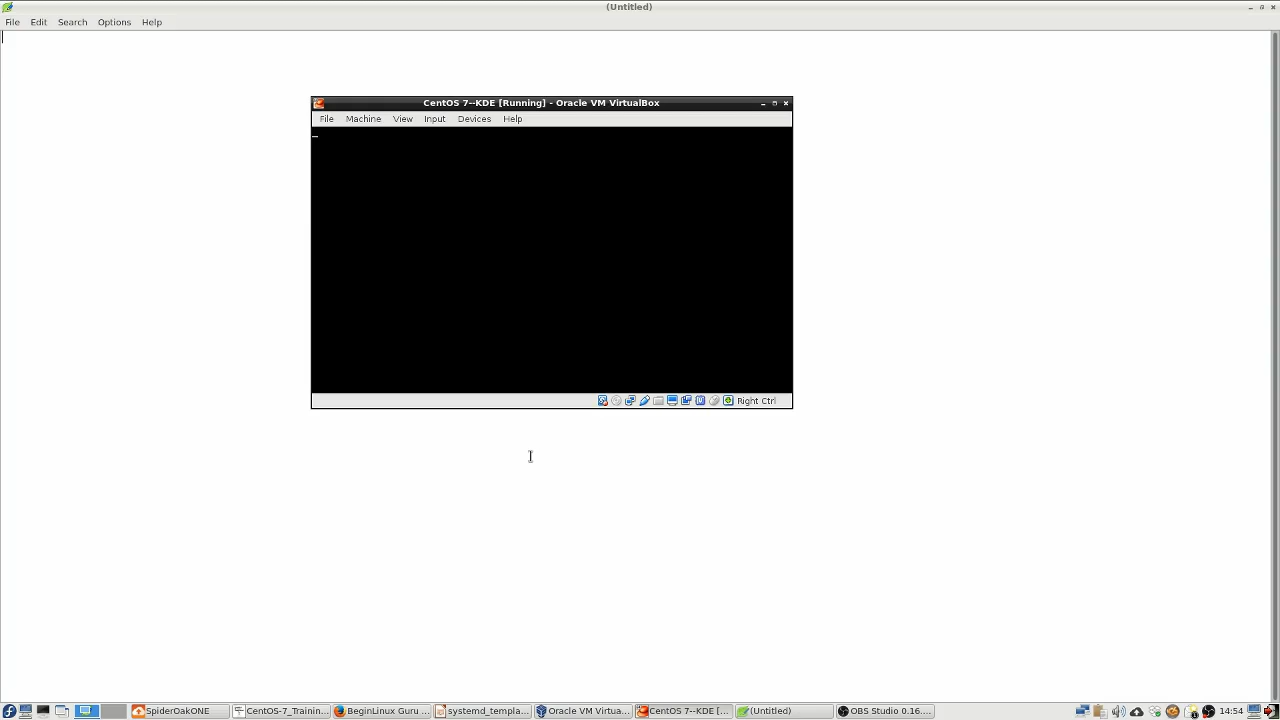 (Untitled)
File Edit Search Options Help
CentOS 7--KDE [Running] - Oracle VM VirtualBox
File Machine View Input Devices Help
Right Ctrl
SpiderOakONE CentOS-7_Trainin... BeginLinux Guru ... systemd_templa... Oracle VM Virtua... CentOS 7--KDE [... (Untitled) OBS Studio 0.16.... 14:54